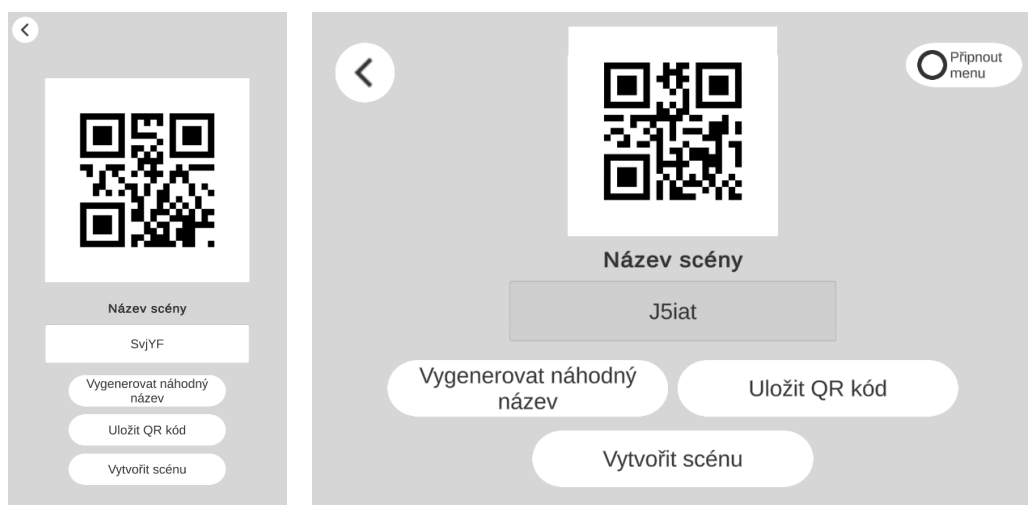 Název scény
SvjYF
Vygenerovat náhodný
název
Uložit QR kód
Vytvořit scénu
Připnout
menu
Název scény
J5iat
Vygenerovat náhodný
název
Uložit QR kód
Vytvořit scénu